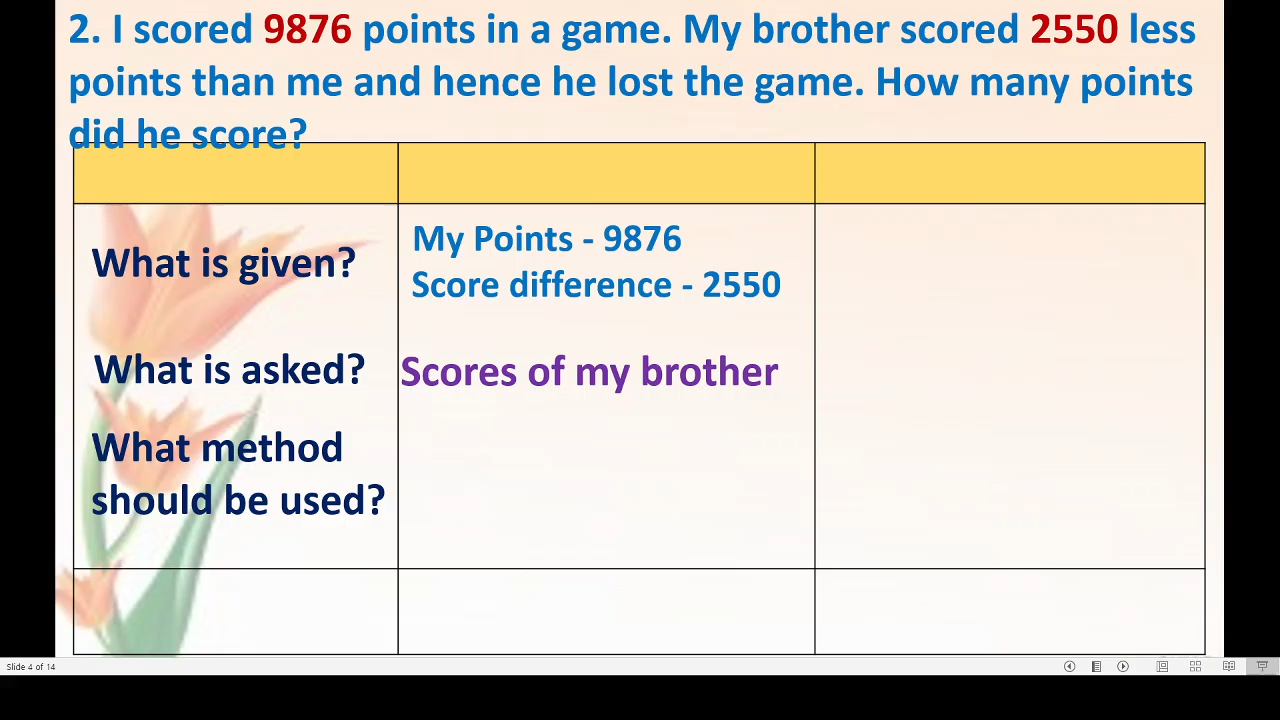 2. I scored 9876 points in a game. My brother scored 2550 less
points than me and hence he lost the game. How many points
did he score?
What is given?
My Points - 9876
Score difference - 2550
What is asked?
Scores of my brother
What method
should be used?
Slide 4 of 14